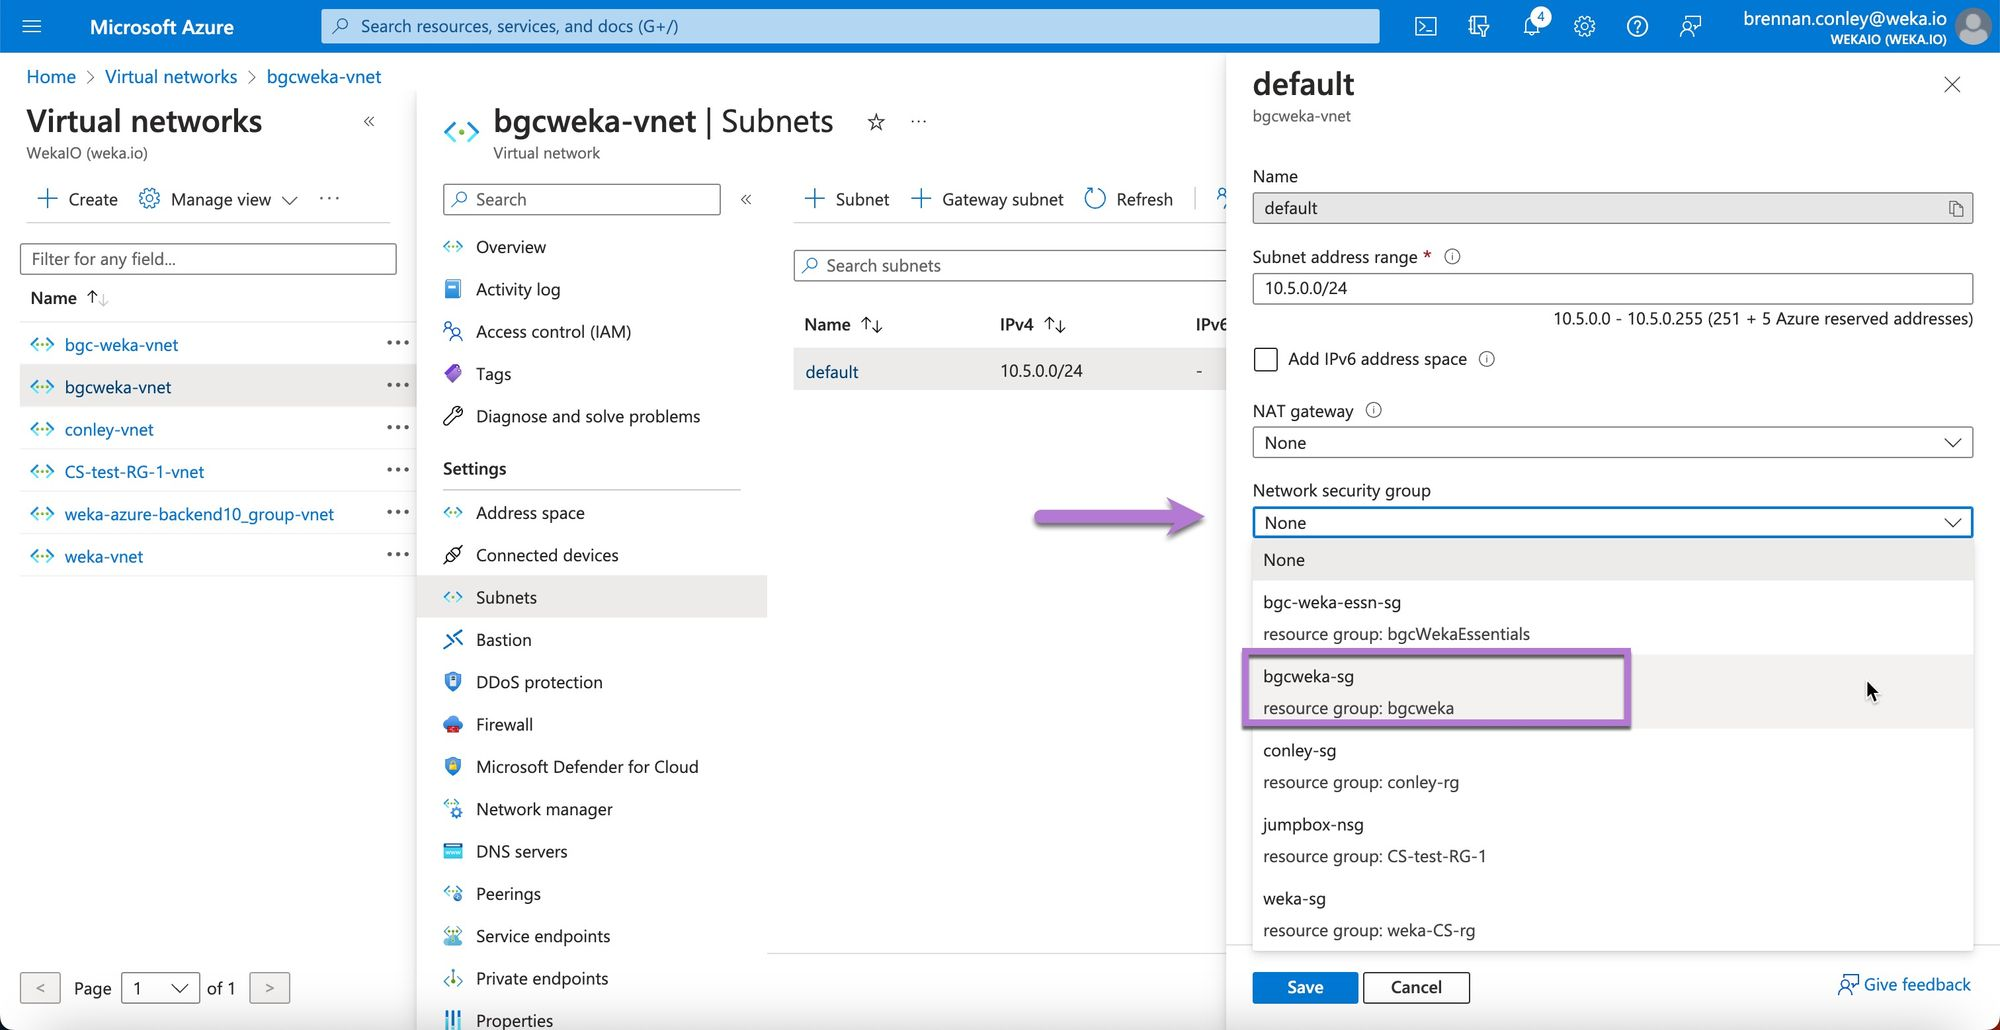 Microsoft Azure
Search resources, services, and docs (G+/)
4
brennan.conley@weka.io
WEKAIO (WEKA.IO)
Home > Virtual networks > bgcweka-vnet
Virtual networks
«
WekaIO (weka.io)
Create
Manage view
...
Filter for any field...
Name
bgc-weka-vnet
bgcweka-vnet
conley-vnet
CS-test-RG-1-vnet
weka-azure-backend10_group-vnet
weka-vnet
< Page 1 of 1 >
bgcweka-vnet | Subnets
...
Virtual network
Search
«
Overview
Activity log
Access control (IAM)
Tags
Diagnose and solve problems
Settings
Address space
Connected devices
Subnets
Bastion
DDoS protection
Firewall
Microsoft Defender for Cloud
Network manager
DNS servers
Peerings
Service endpoints
Private endpoints
Properties
Subnet
Gateway subnet
Refresh
Search subnets
Name IPv4 IPv6
default 10.5.0.0/24 -
default
bgcweka-vnet
Name
default
Subnet address range *
10.5.0.0/24
10.5.0.0 - 10.5.0.255 (251 + 5 Azure reserved addresses)
Add IPv6 address space
NAT gateway
None
Network security group
None
None
bgc-weka-essn-sg
resource group: bgcWekaEssentials
bgcweka-sg
resource group: bgcweka
conley-sg
resource group: conley-rg
jumpbox-nsg
resource group: CS-test-RG-1
weka-sg
resource group: weka-CS-rg
Save
Cancel
Give feedback